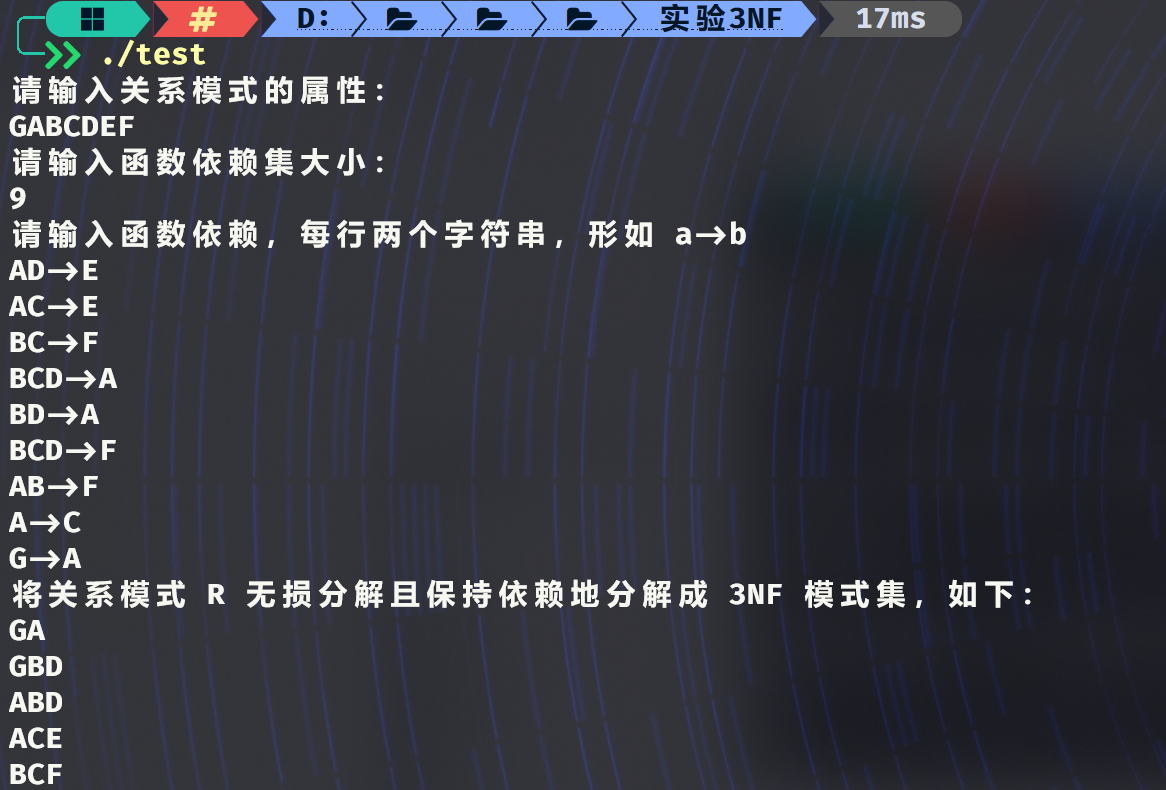 # D: 实验3NF 17ms
./test
请输入关系模式的属性：
GABCDEF
请输入函数依赖集大小：
9
请输入函数依赖，每行两个字符串，形如 a→b
AD→E
AC→E
BC→F
BCD→A
BD→A
BCD→F
AB→F
A→C
G→A
将关系模式 R 无损分解且保持依赖地分解成 3NF 模式集，如下：
GA
GBD
ABD
ACE
BCF